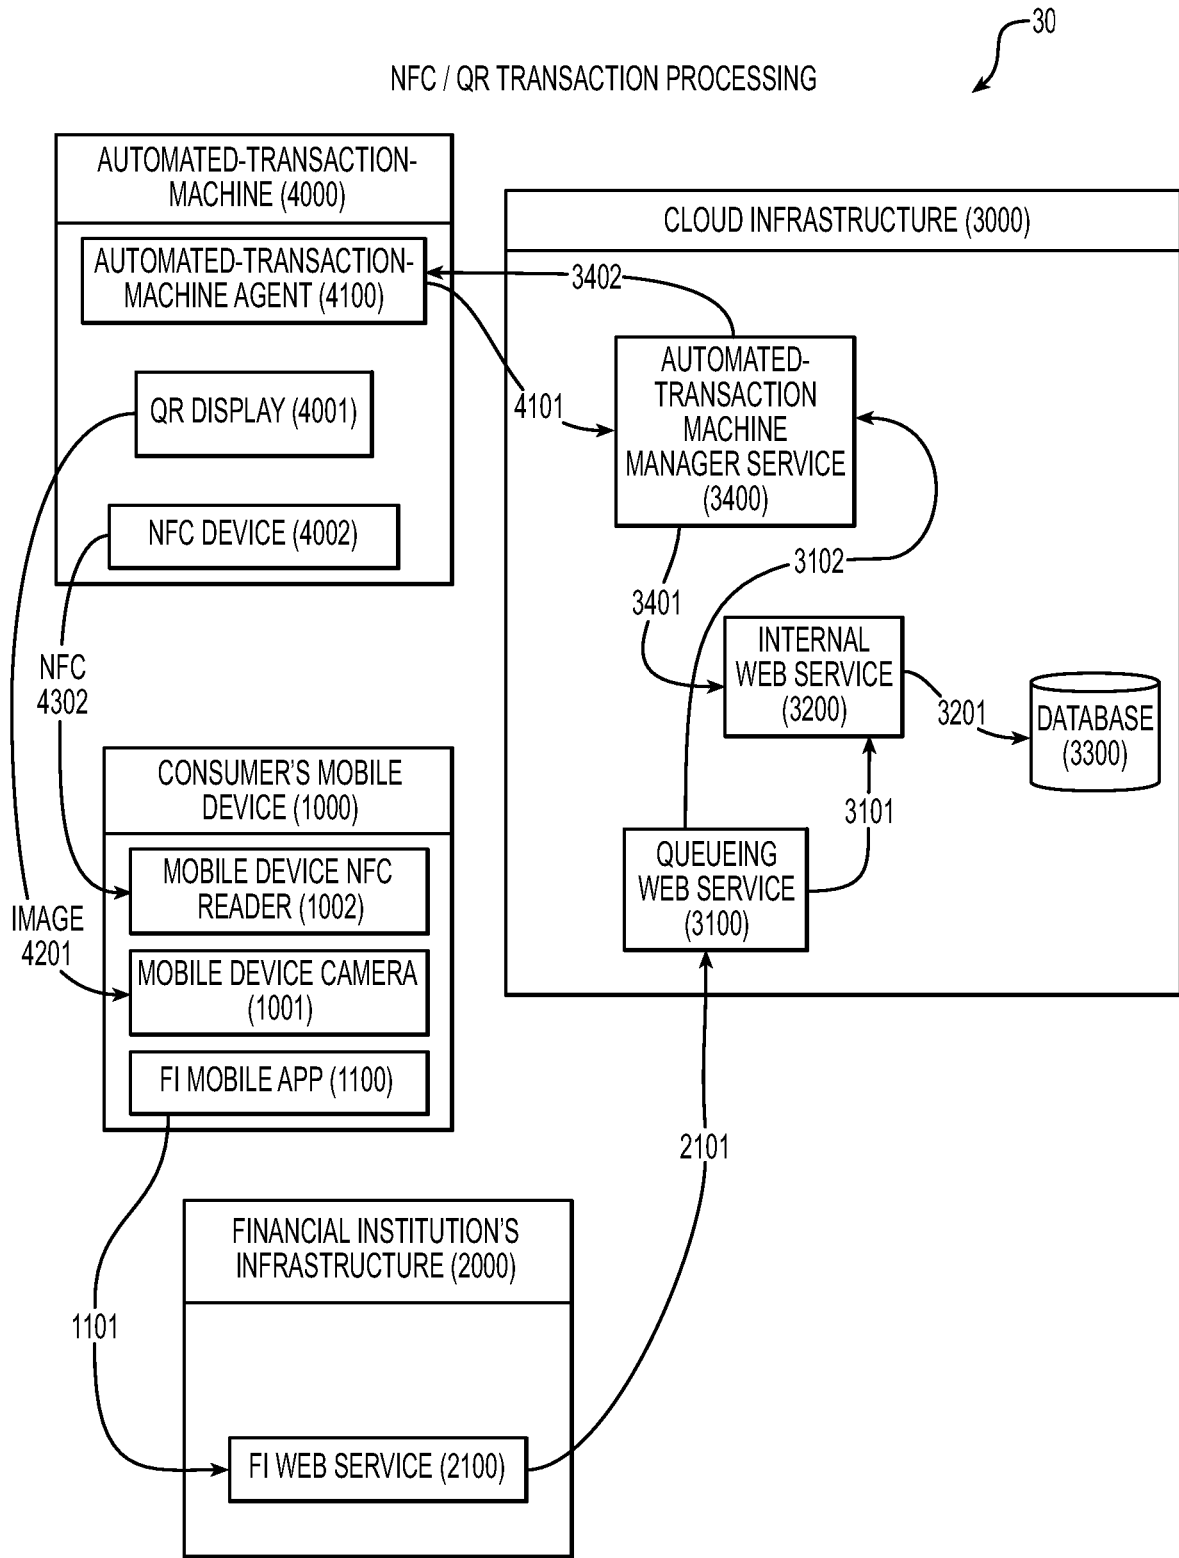 30
NFC / QR TRANSACTION PROCESSING
AUTOMATED-TRANSACTION-
MACHINE (4000)
AUTOMATED-TRANSACTION-
MACHINE AGENT (4100)
QR DISPLAY (4001)
NFC DEVICE (4002)
CLOUD INFRASTRUCTURE (3000)
3402
4101
AUTOMATED-
TRANSACTION
MACHINE
MANAGER SERVICE
(3400)
3102
3401
INTERNAL
WEB SERVICE
(3200)
3201
DATABASE
(3300)
3101
QUEUEING
WEB SERVICE
(3100)
NFC
4302
CONSUMER'S MOBILE
DEVICE (1000)
MOBILE DEVICE NFC
READER (1002)
IMAGE
4201
MOBILE DEVICE CAMERA
(1001)
FI MOBILE APP (1100)
2101
1101
FINANCIAL INSTITUTION'S
INFRASTRUCTURE (2000)
FI WEB SERVICE (2100)